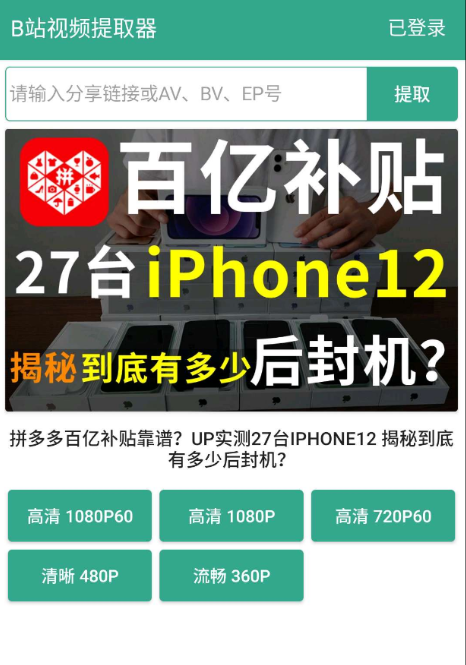 B站视频提取器
已登录
请输入分享链接或AV、BV、EP号
提取
拼
百亿补贴
27台iPhone12
揭秘到底有多少后封机?
拼多多百亿补贴靠谱？UP实测27台IPHONE12 揭秘到底
有多少后封机?
高清 1080P60
高清 1080P
高清 720P60
清晰 480P
流畅 360P